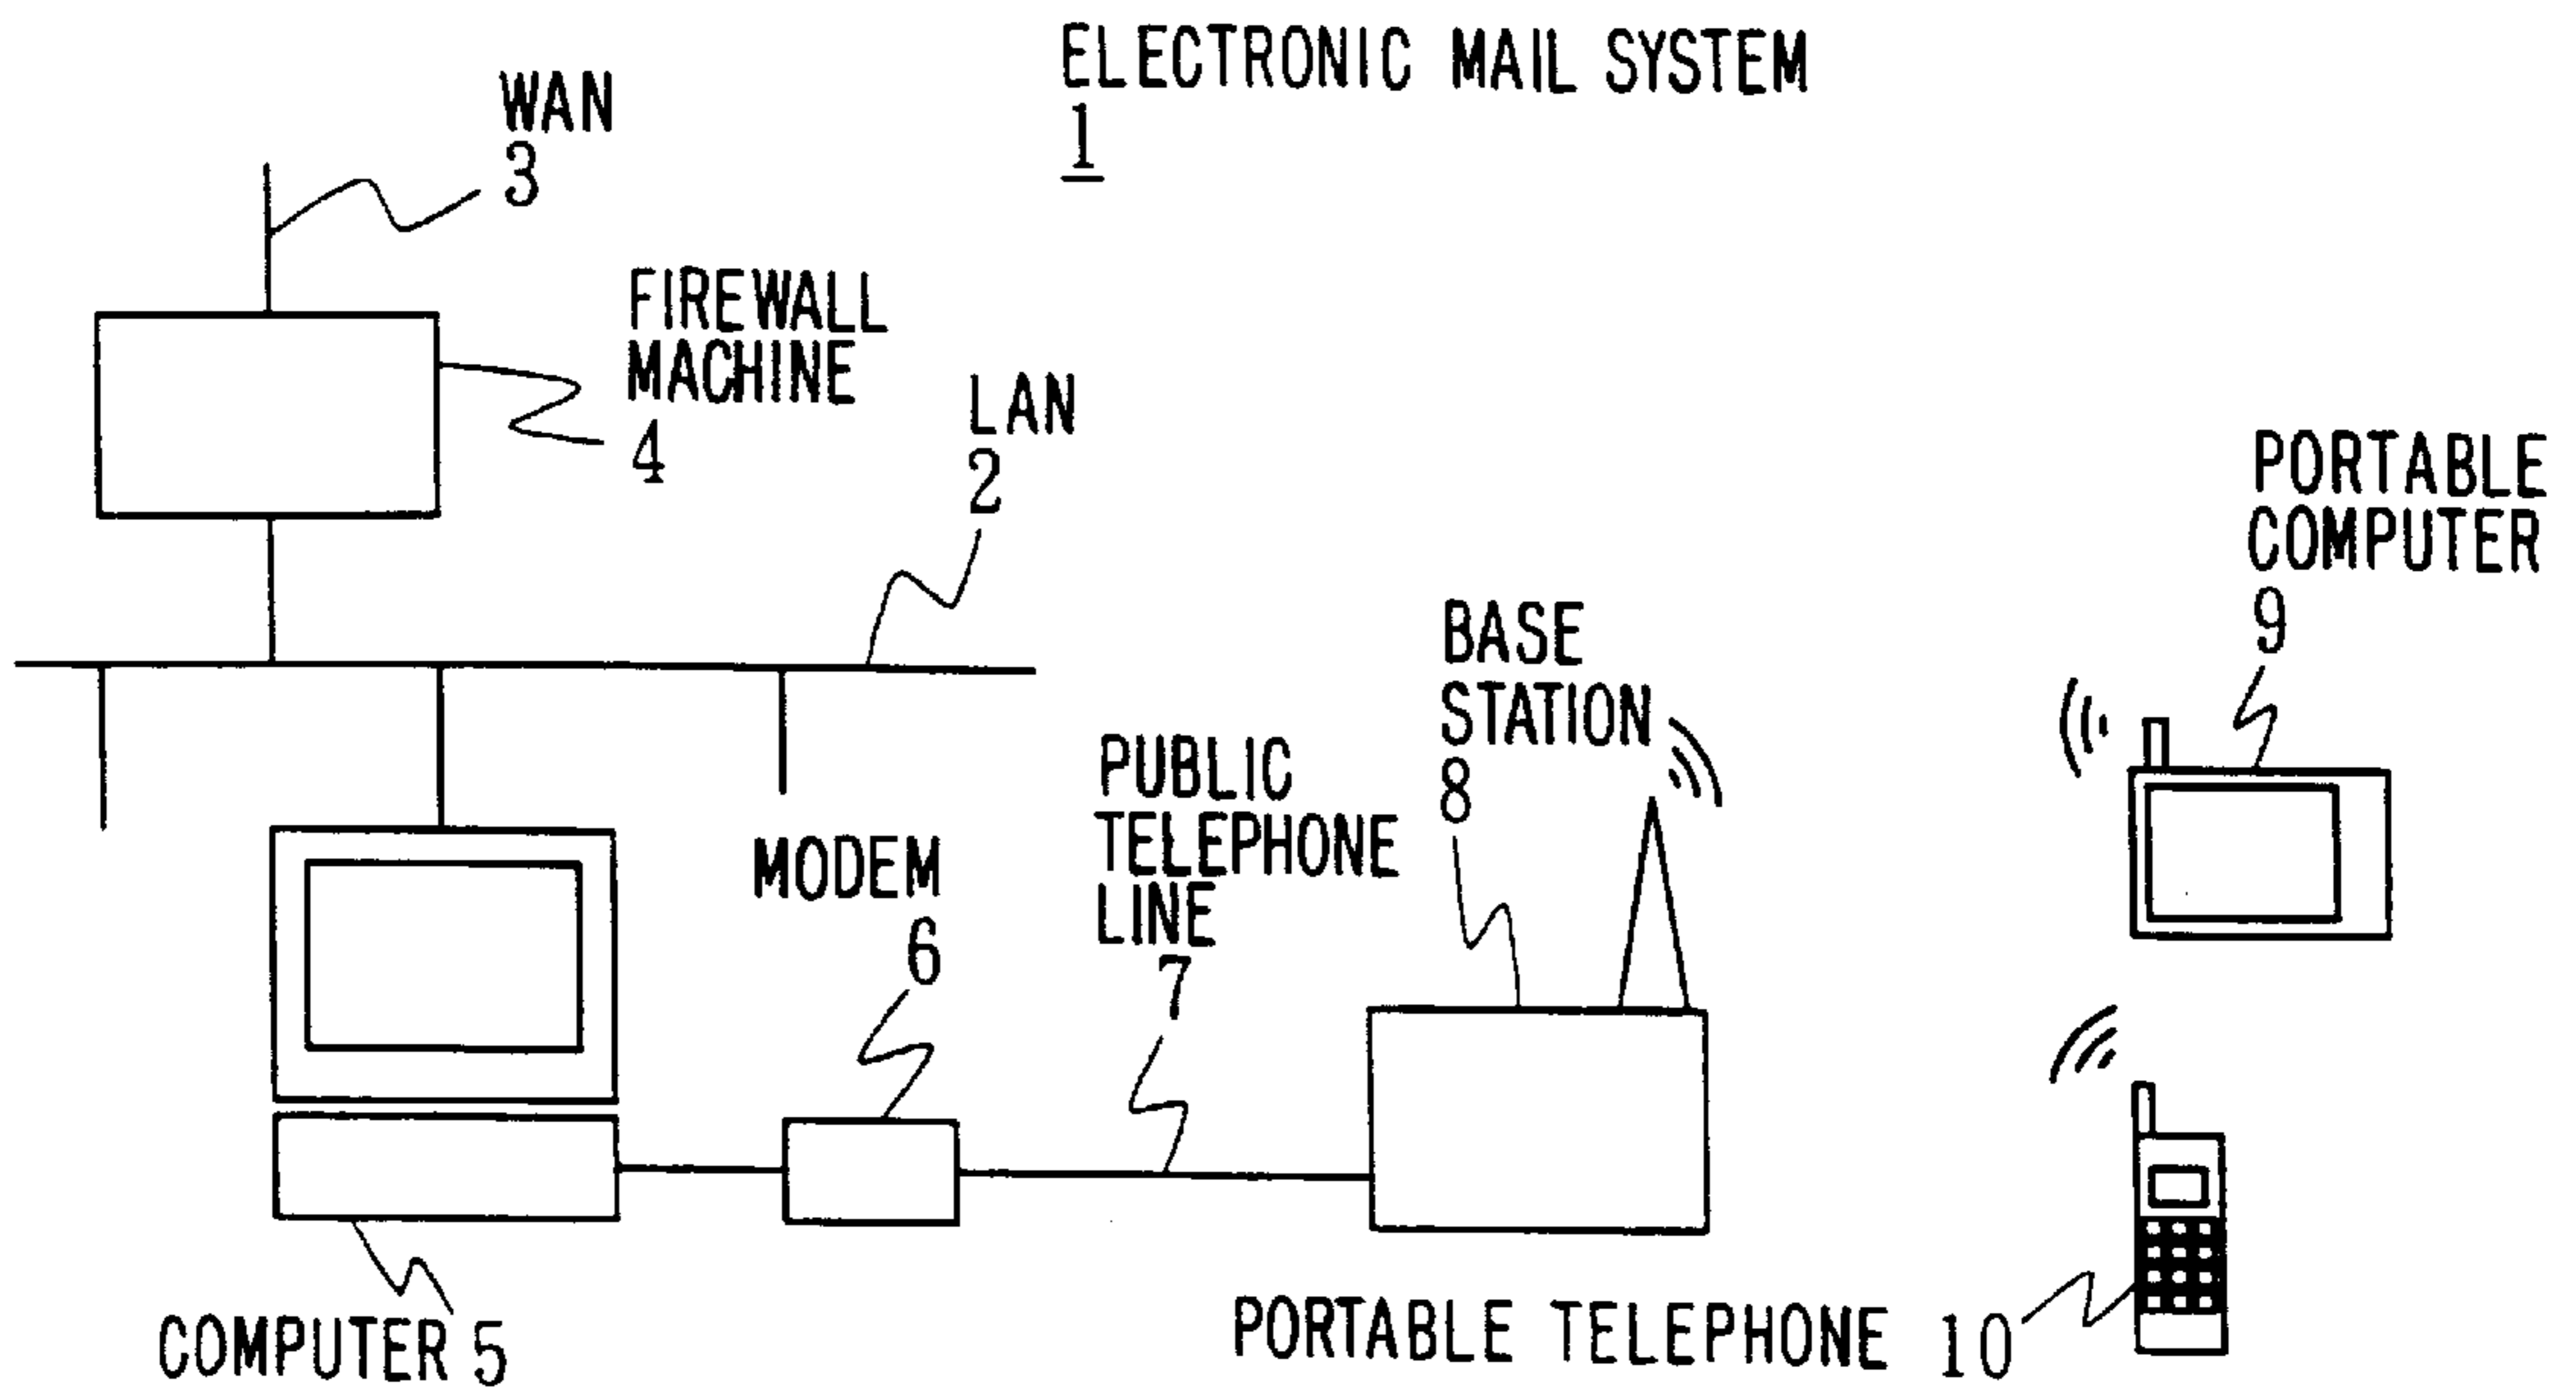 ELECTRONIC MAIL SYSTEM
1
WAN
3
FIREWALL
MACHINE
4
LAN
2
PORTABLE
COMPUTER
9
BASE
STATION
8
PUBLIC
TELEPHONE
LINE
7
MODEM
6
COMPUTER 5
PORTABLE TELEPHONE 10